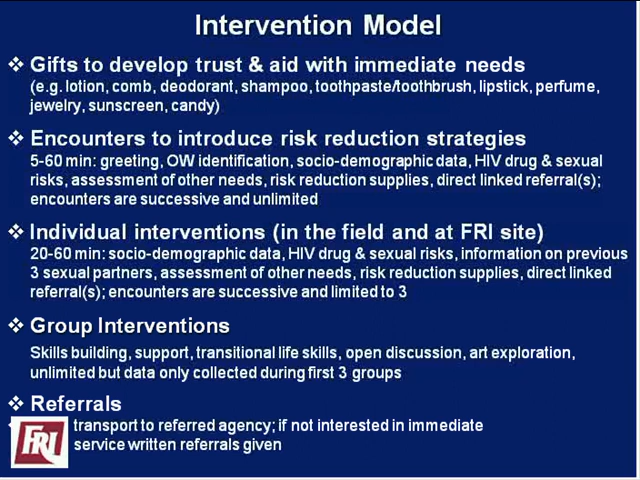 Intervention Model
❖ Gifts to develop trust & aid with immediate needs
(e.g. lotion, comb, deodorant, shampoo, toothpaste/toothbrush, lipstick, perfume,
jewelry, sunscreen, candy)
❖ Encounters to introduce risk reduction strategies
5-60 min: greeting, OW identification, socio-demographic data, HIV drug & sexual
risks, assessment of other needs, risk reduction supplies, direct linked referral(s);
encounters are successive and unlimited
❖ Individual interventions (in the field and at FRI site)
20-60 min: socio-demographic data, HIV drug & sexual risks, information on previous
3 sexual partners, assessment of other needs, risk reduction supplies, direct linked
referral(s); encounters are successive and limited to 3
❖ Group Interventions
Skills building, support, transitional life skills, open discussion, art exploration,
unlimited but data only collected during first 3 groups
❖ Referrals
transport to referred agency; if not interested in immediate
service written referrals given
FRI